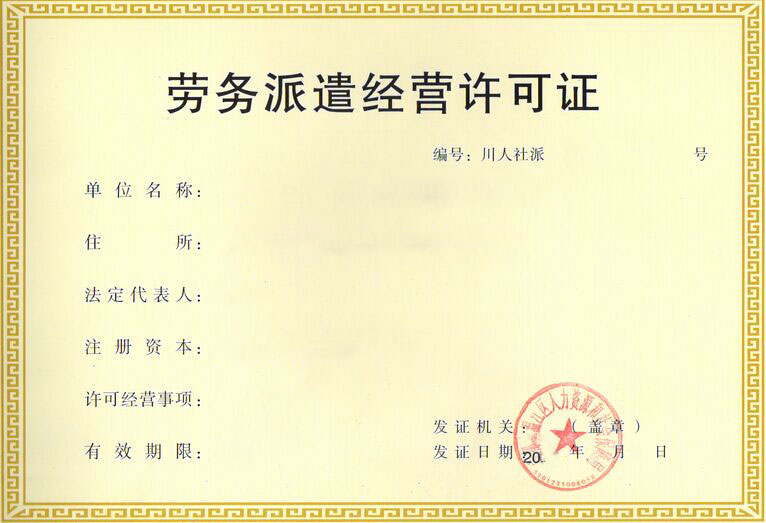 劳务派遣经营许可证
编号：川人社派 号
单位名称：
住所：
法定代表人：
注册资本：
许可经营事项：
有效期限：
发证机关：（盖章）
发证日期 20 年 月 日
江区人力资源和社会保障局